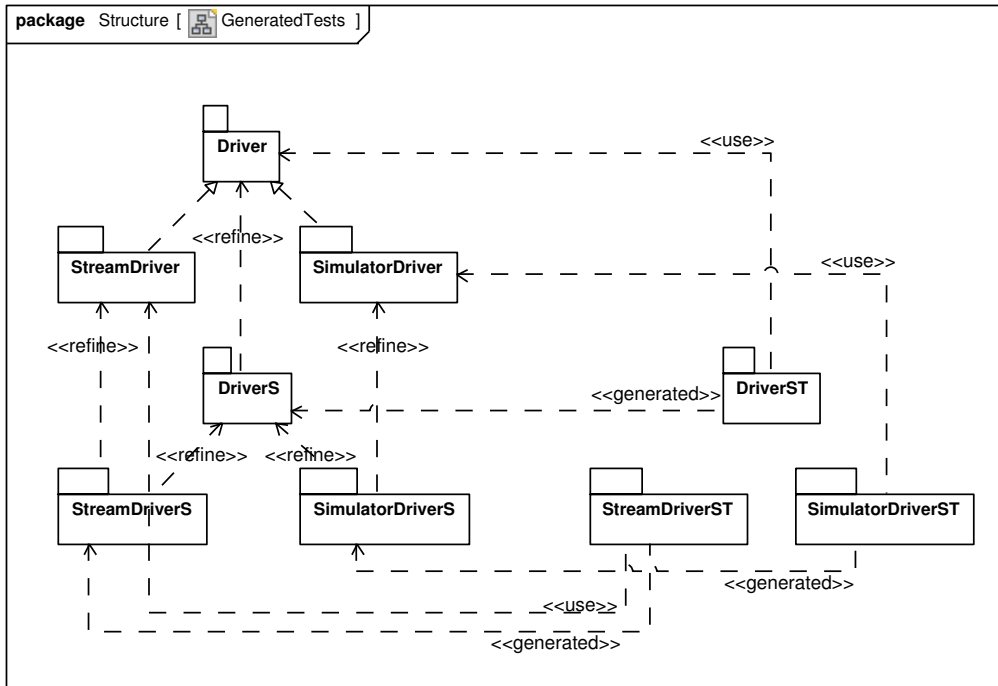 package Structure [ GeneratedTests ]
Driver
<<use>>
<<refine>>
StreamDriver
SimulatorDriver
<<use>>
<<refine>>
<<refine>>
DriverS
DriverST
<<generated>>
<<refine>>
<<refine>>
StreamDriverS
SimulatorDriverS
StreamDriverST
SimulatorDriverST
<<generated>>
<<use>>
<<generated>>